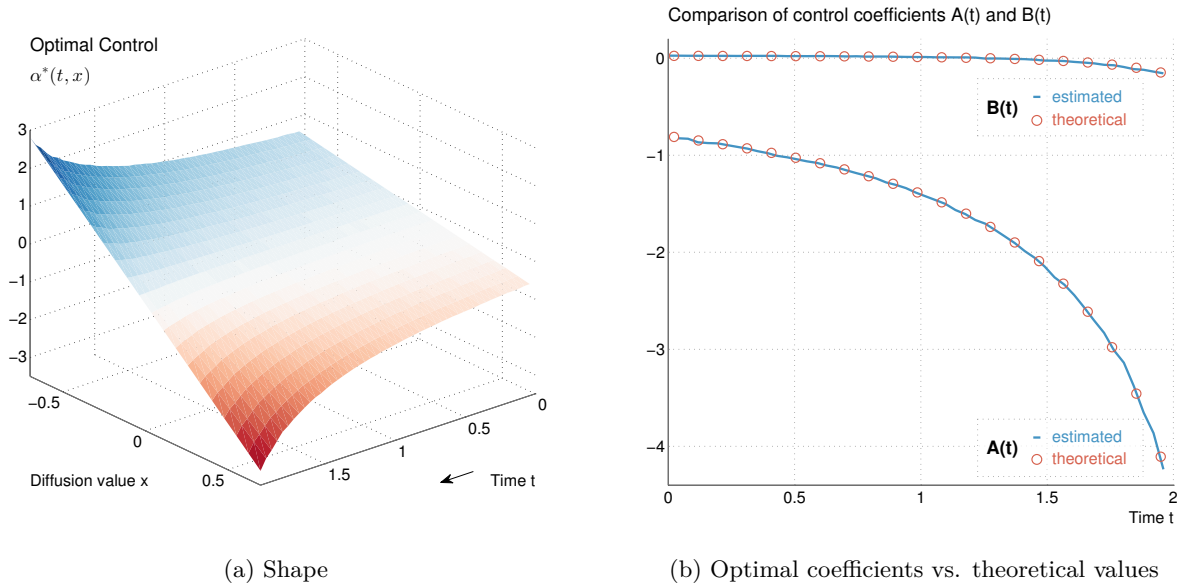 Optimal Control
α*(t, x)
3
2
1
0
−1
−2
−3
−0.5
0
0.5
Diffusion value x
1.5
1
0.5
0
Time t
(a) Shape
Comparison of control coefficients A(t) and B(t)
0
−1
−2
−3
−4
B(t)
estimated
theoretical
A(t)
estimated
theoretical
0
0.5
1
1.5
2
Time t
(b) Optimal coefficients vs. theoretical values